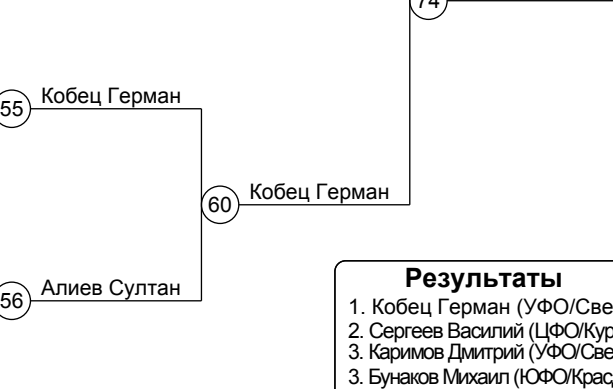 74
Кобец Герман
55
Кобец Герман
60
Алиев Султан
56
Результаты
1. Кобец Герман (УФО/Све
2. Сергеев Василий (ЦФО/Кур
3. Каримов Дмитрий (УФО/Све
3. Бунаков Михаил (ЮФО/Крас